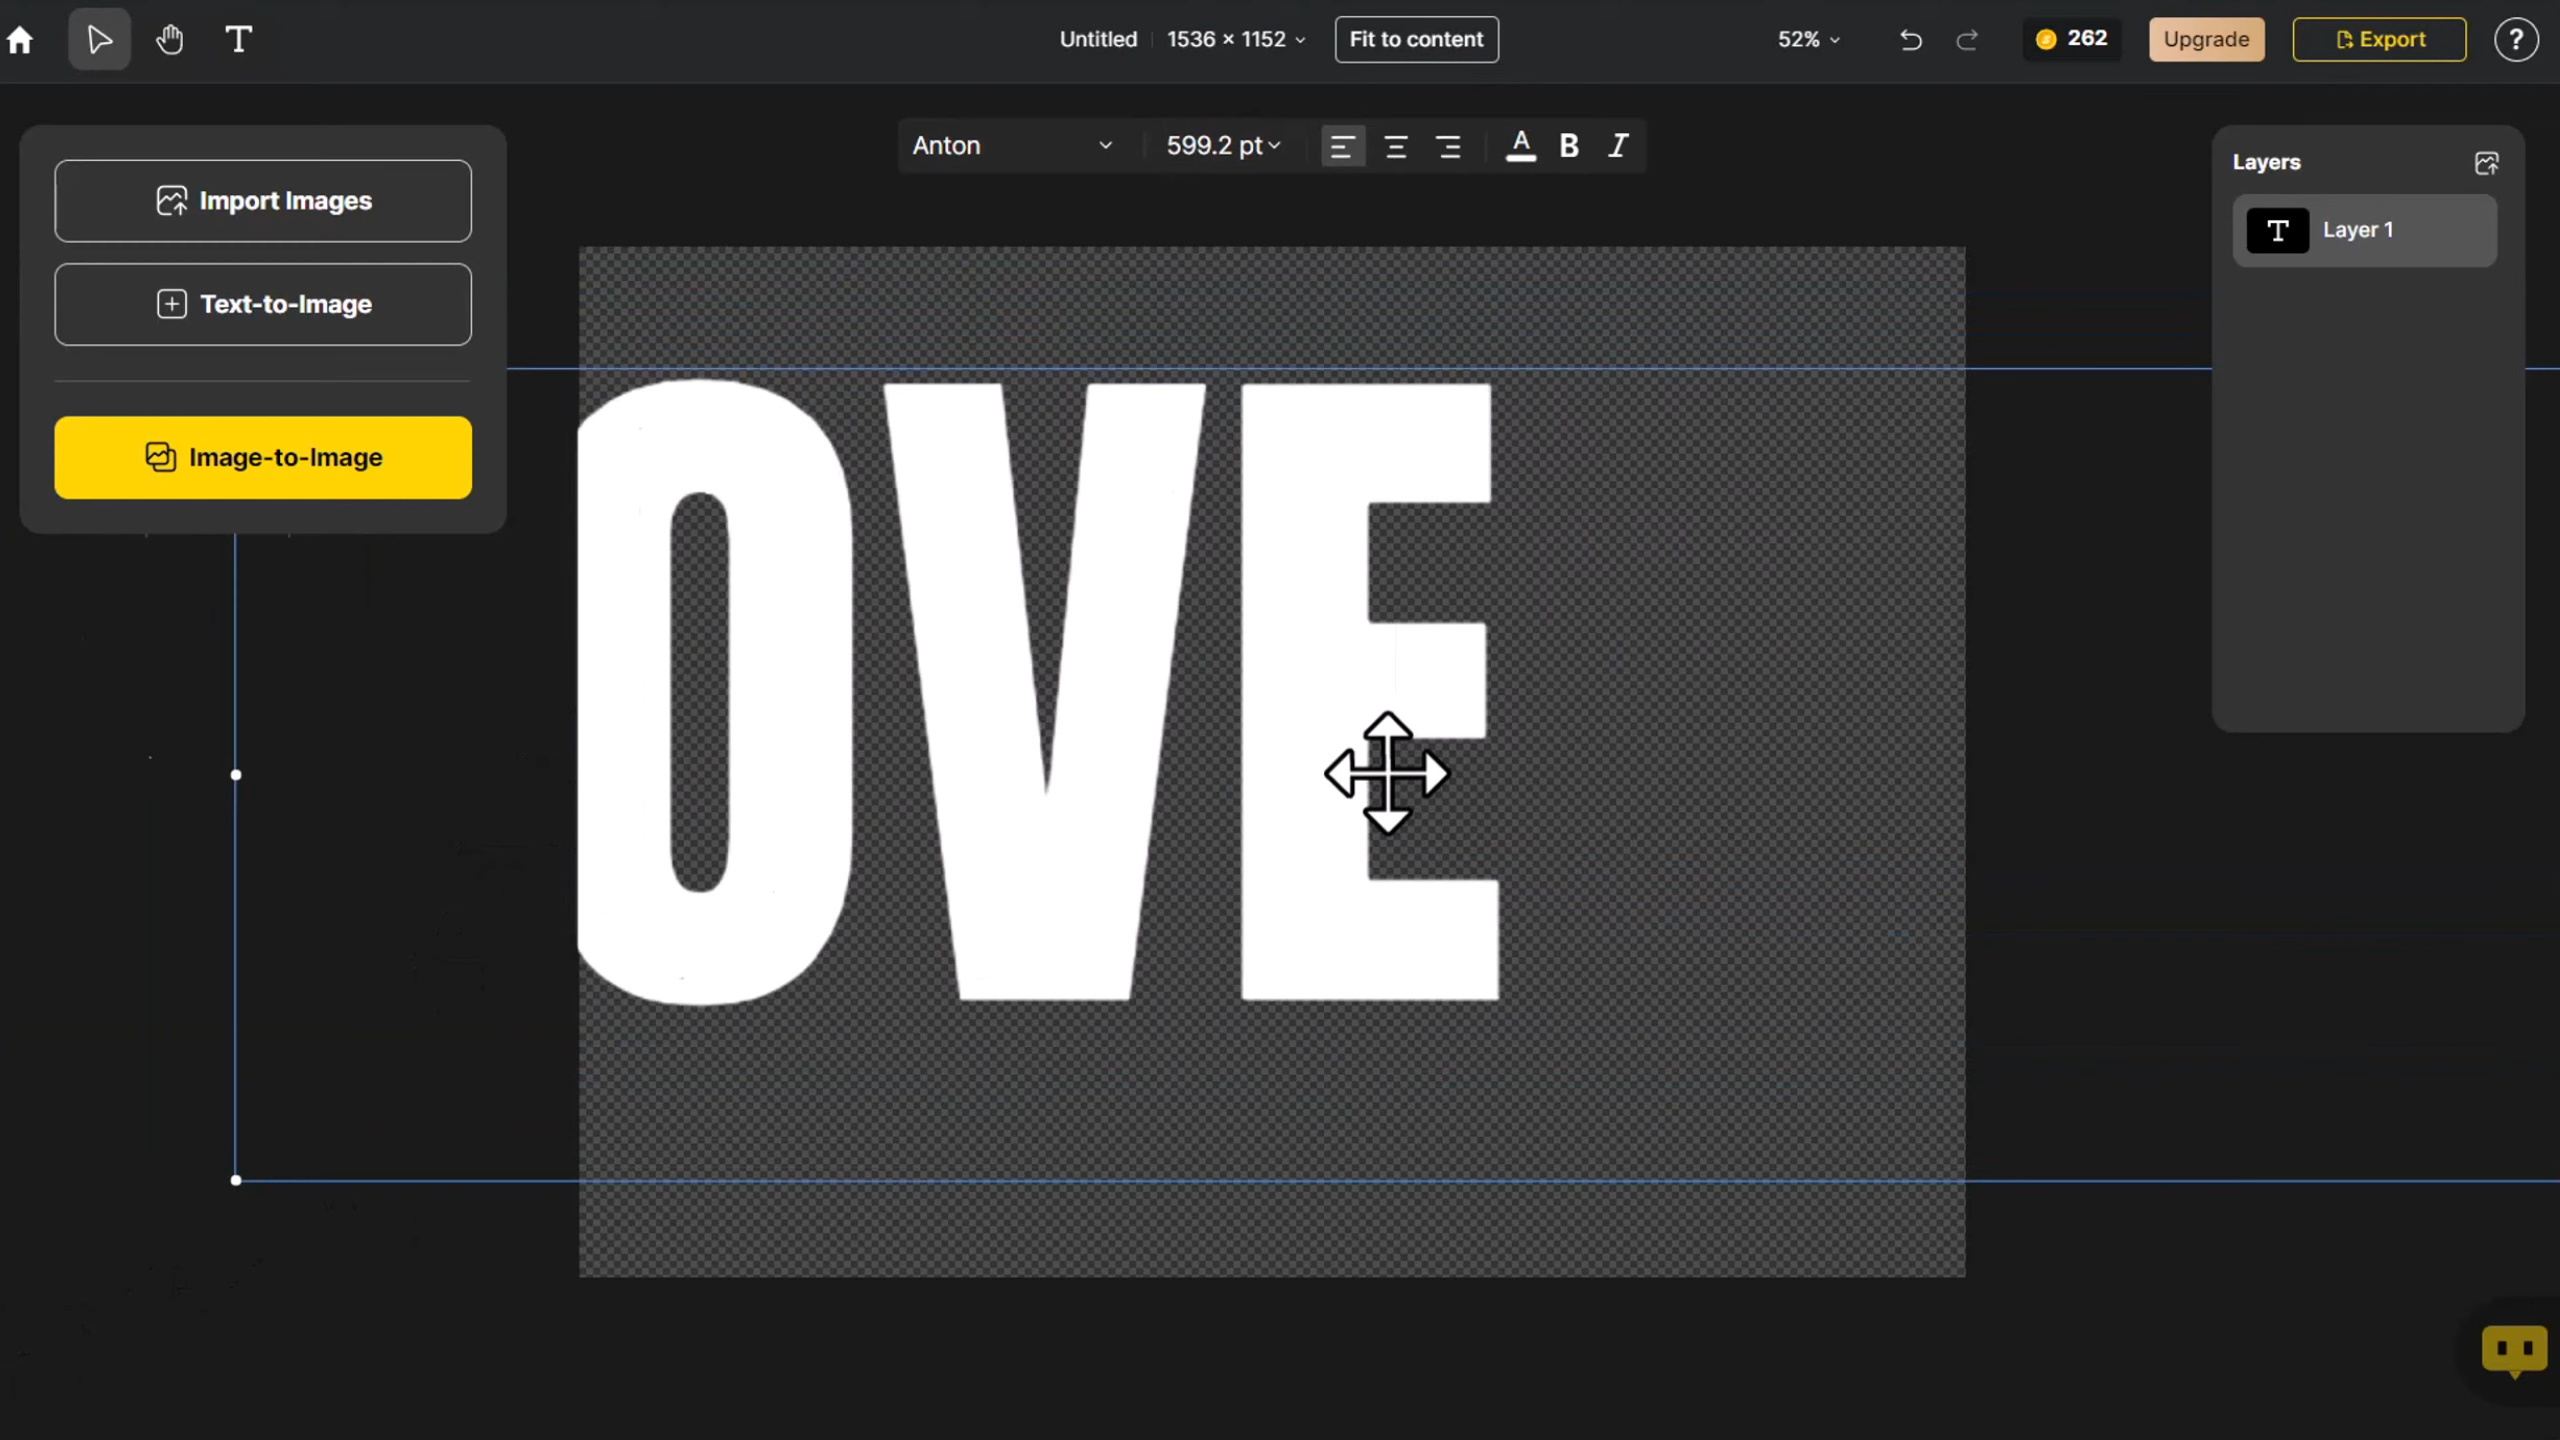 Untitled 1536 × 1152 Fit to content 52% 262 Upgrade Export ?
Anton 599.2 pt A B I
Import Images
Text-to-Image
Image-to-Image
Layers
T Layer 1
OVE